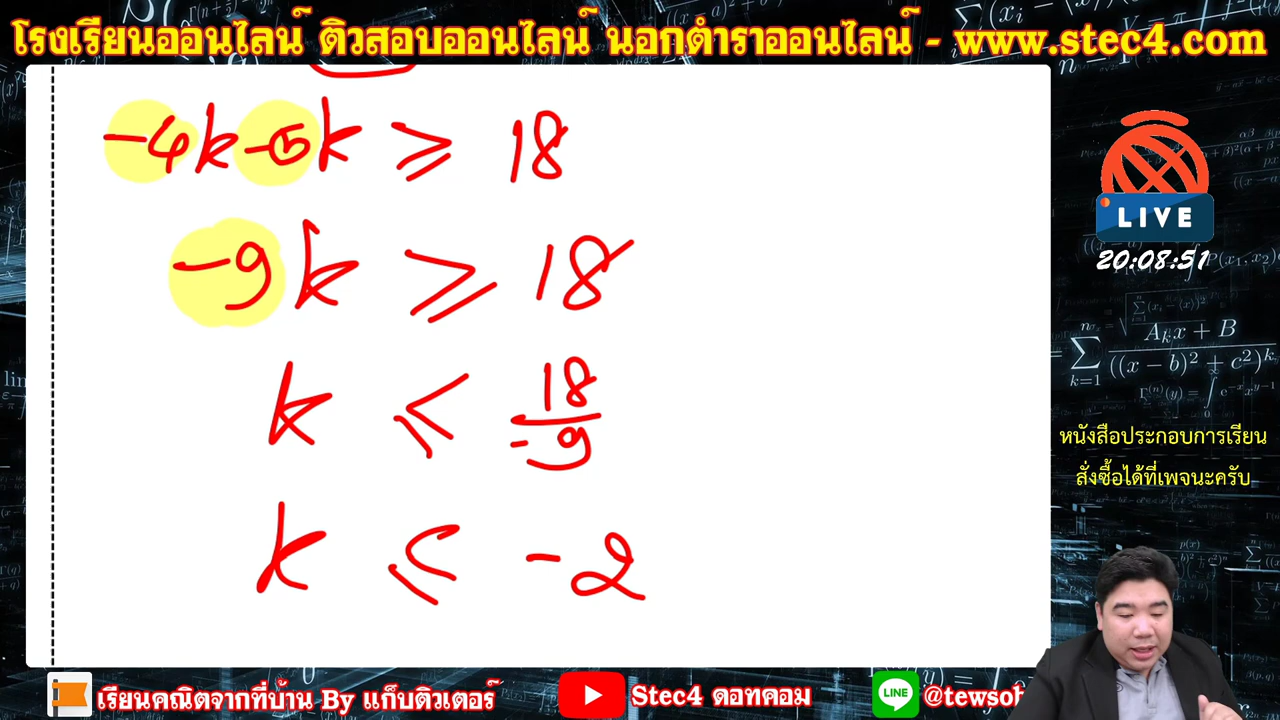 โรงเรียนออนไลน์ ติวสอบออนไลน์ นอกตำราออนไลน์ - www.stec4.com
-4k-5k ≥ 18
-9k ≥ 18
k ≤ 18/-9
k ≤ -2
LIVE
20:08:51
หนังสือประกอบการเรียน
สั่งซื้อได้ที่เพจนะครับ
เรียนคณิตจากที่บ้าน By แก็บติวเตอร์
Stec4 ดอทคอม
LINE
@tewsob